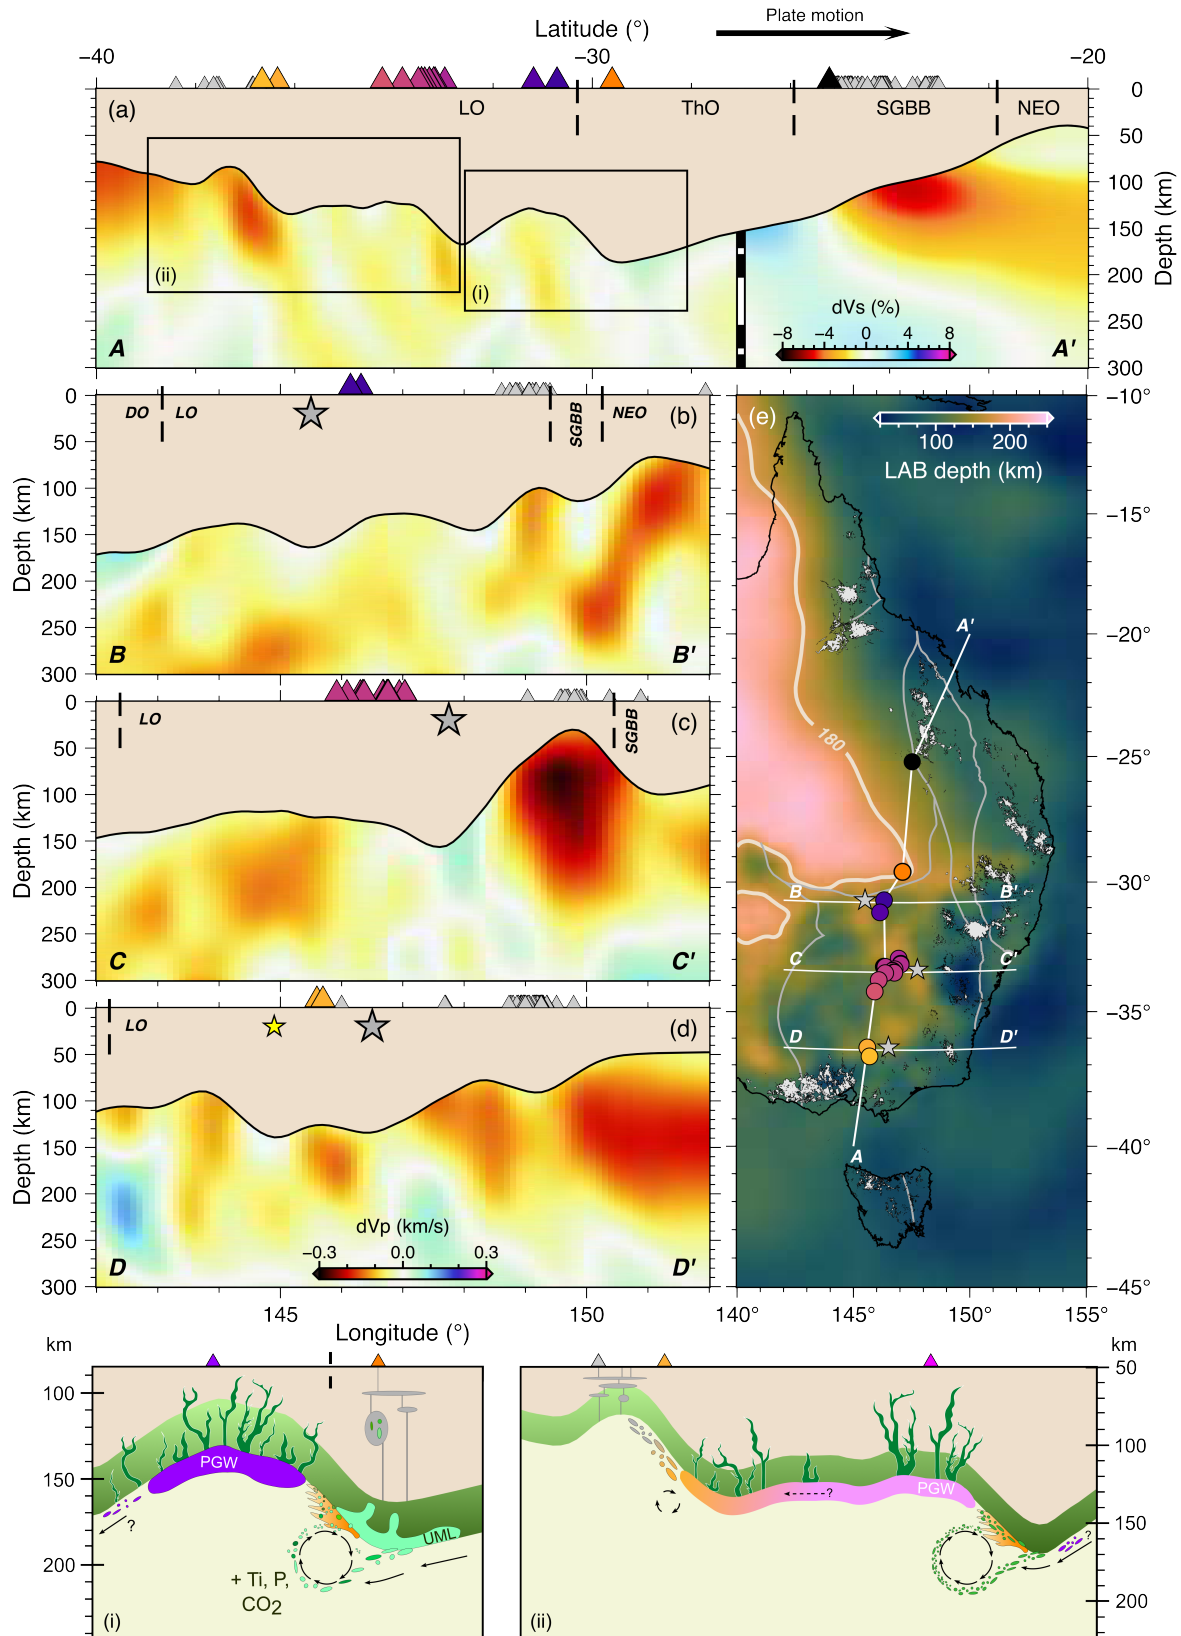 Plate motion
Latitude (°)
−40 −30 −20
(a) LO ThO SGBB NEO
0
50
100
150
200
250
300
Depth (km)
(ii)
(i)
dVs (%)
−8 −4 0 4 8
A A'
0
50
100
150
200
250
300
Depth (km)
DO LO SGBB NEO (b)
B B'
0
50
100
150
200
250
300
Depth (km)
LO SGBB (c)
C C'
0
50
100
150
200
250
300
Depth (km)
LO (d)
dVp (km/s)
−0.3 0.0 0.3
D D'
145 150
Longitude (°)
(e)
100 200
LAB depth (km)
180
A'
B B'
C C'
D D'
A
−10°
−15°
−20°
−25°
−30°
−35°
−40°
−45°
140° 145° 150° 155°
km
100
150
200
PGW
?
UML
+ Ti, P,
CO2
(i)
km
50
100
150
200
?
PGW
?
(ii)